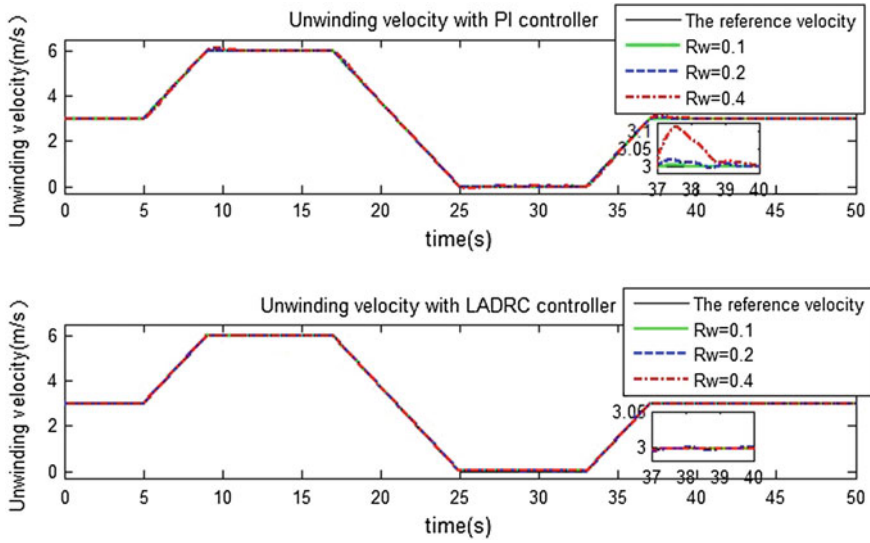 Unwinding velocity with PI controller
The reference velocity
Rw=0.1
Rw=0.2
Rw=0.4
Unwinding velocity(m/s)
6
4
2
0
3.1
3.05
3
37 38 39 40
0 5 10 15 20 25 30 35 40 45 50
time(s)
Unwinding velocity with LADRC controller
The reference velocity
Rw=0.1
Rw=0.2
Rw=0.4
Unwinding velocity(m/s)
6
4
2
0
3.05
3
37 38 39 40
0 5 10 15 20 25 30 35 40 45 50
time(s)